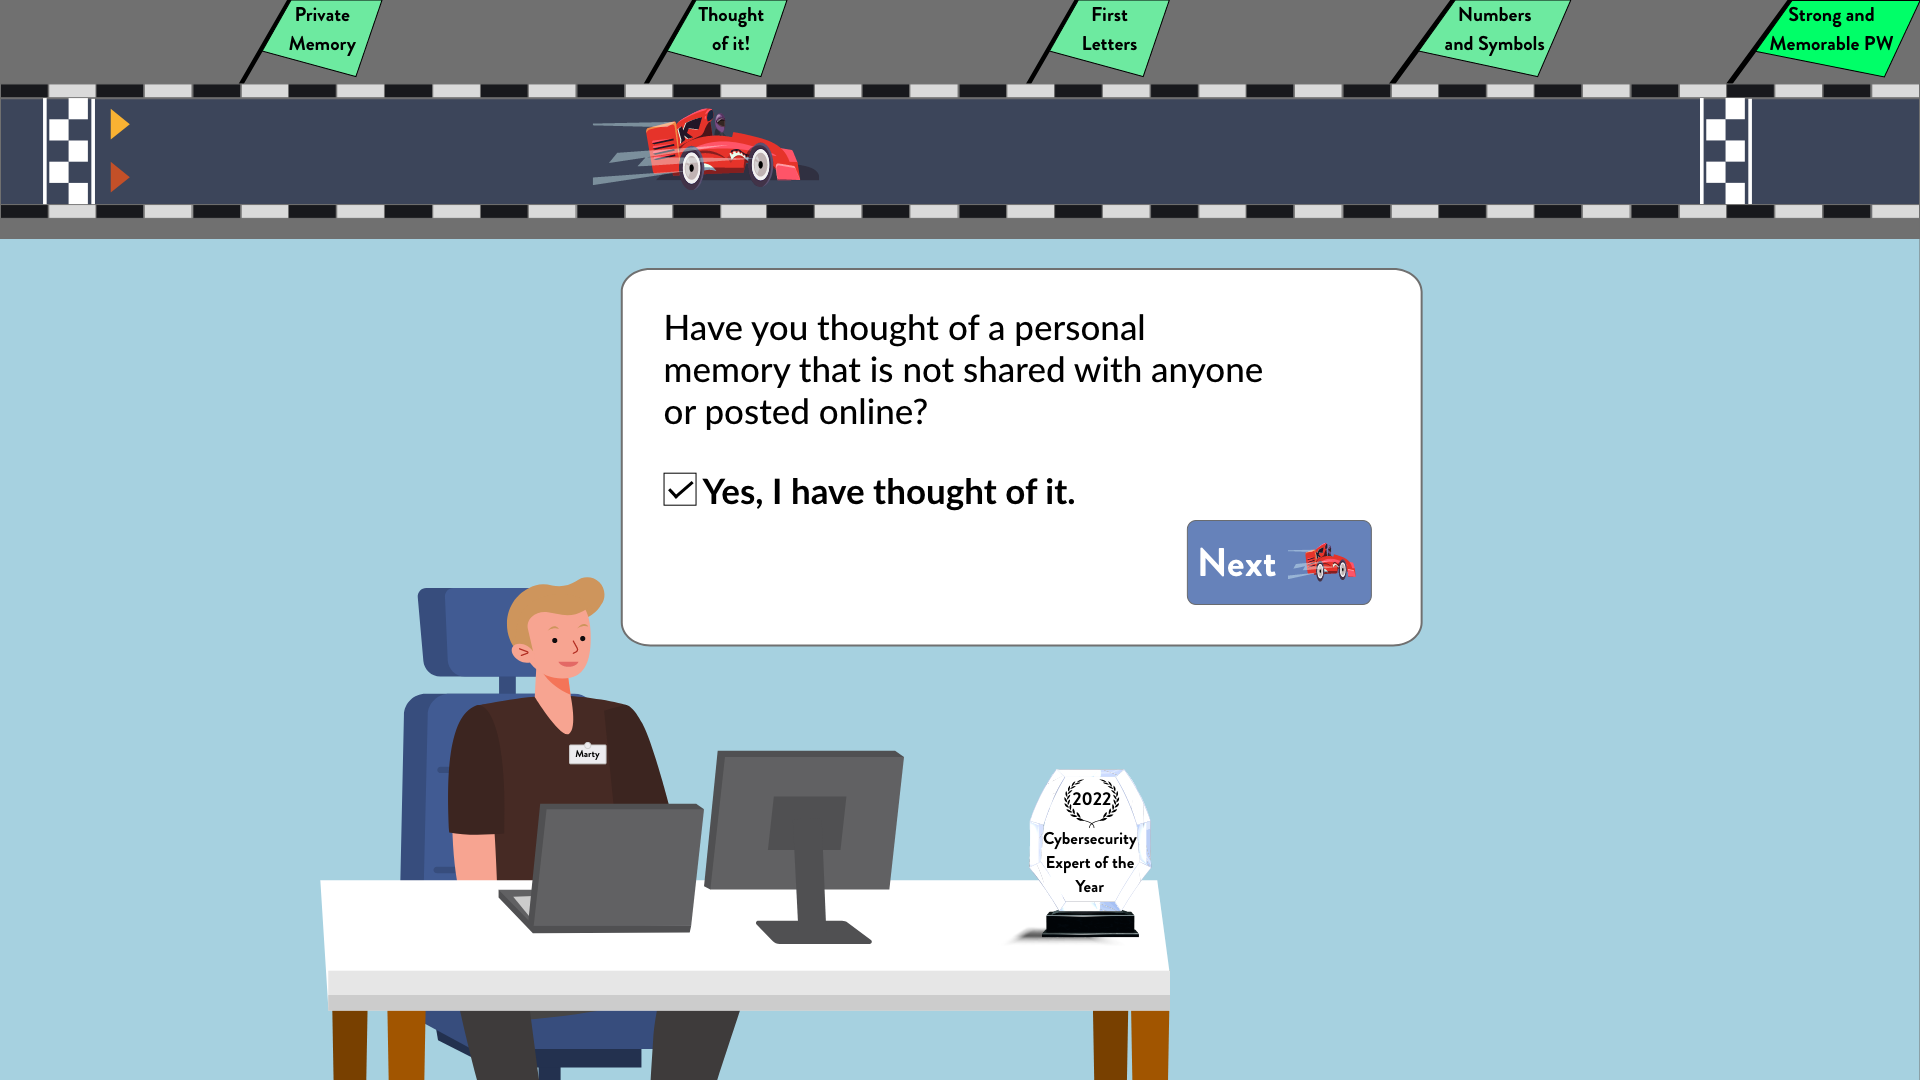 Private
Memory
Thought
of it!
First
Letters
Numbers
and Symbols
Strong and
Memorable PW
Have you thought of a personal
memory that is not shared with anyone
or posted online?
Yes, I have thought of it.
Next
Marty
2022
Cybersecurity
Expert of the
Year